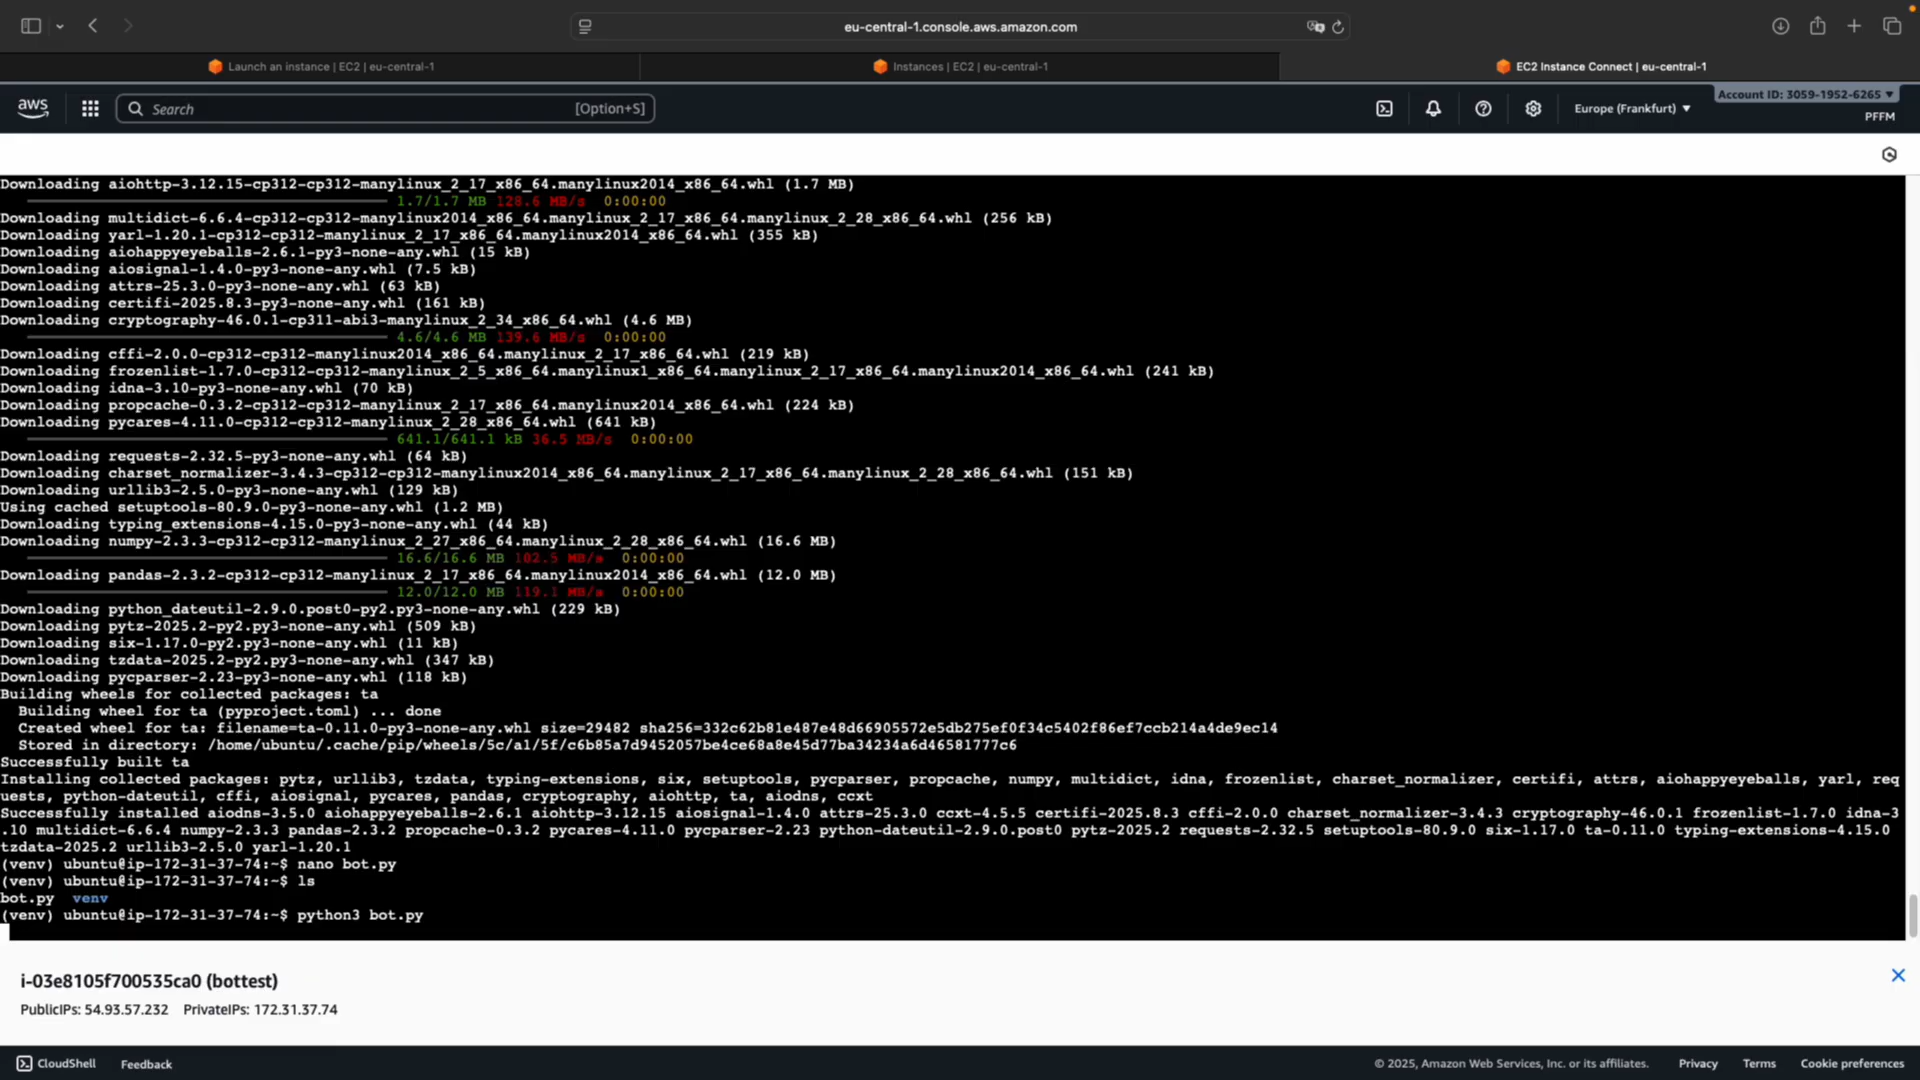 eu-central-1.console.aws.amazon.com
Launch an instance | EC2 | eu-central-1
Instances | EC2 | eu-central-1
EC2 Instance Connect | eu-central-1
aws
Search
[Option+S]
Europe (Frankfurt)
Account ID: 3059-1952-6265
PFFM
Downloading aiohttp-3.12.15-cp312-cp312-manylinux_2_17_x86_64.manylinux2014_x86_64.whl (1.7 MB)
1.7/1.7 MB 128.6 MB/s 0:00:00
Downloading multidict-6.6.4-cp312-cp312-manylinux2014_x86_64.manylinux_2_17_x86_64.manylinux_2_28_x86_64.whl (256 kB)
Downloading yarl-1.20.1-cp312-cp312-manylinux_2_17_x86_64.manylinux2014_x86_64.whl (355 kB)
Downloading aiohappyeyeballs-2.6.1-py3-none-any.whl (15 kB)
Downloading aiosignal-1.4.0-py3-none-any.whl (7.5 kB)
Downloading attrs-25.3.0-py3-none-any.whl (63 kB)
Downloading certifi-2025.8.3-py3-none-any.whl (161 kB)
Downloading cryptography-46.0.1-cp311-abi3-manylinux_2_34_x86_64.whl (4.6 MB)
4.6/4.6 MB 139.6 MB/s 0:00:00
Downloading cffi-2.0.0-cp312-cp312-manylinux2014_x86_64.manylinux_2_17_x86_64.whl (219 kB)
Downloading frozenlist-1.7.0-cp312-cp312-manylinux_2_5_x86_64.manylinux1_x86_64.manylinux_2_17_x86_64.manylinux2014_x86_64.whl (241 kB)
Downloading idna-3.10-py3-none-any.whl (70 kB)
Downloading propcache-0.3.2-cp312-cp312-manylinux_2_17_x86_64.manylinux2014_x86_64.whl (224 kB)
Downloading pycares-4.11.0-cp312-cp312-manylinux_2_28_x86_64.whl (641 kB)
641.1/641.1 kB 36.5 MB/s 0:00:00
Downloading requests-2.32.5-py3-none-any.whl (64 kB)
Downloading charset_normalizer-3.4.3-cp312-cp312-manylinux2014_x86_64.manylinux_2_17_x86_64.manylinux_2_28_x86_64.whl (151 kB)
Downloading urllib3-2.5.0-py3-none-any.whl (129 kB)
Using cached setuptools-80.9.0-py3-none-any.whl (1.2 MB)
Downloading typing_extensions-4.15.0-py3-none-any.whl (44 kB)
Downloading numpy-2.3.3-cp312-cp312-manylinux_2_27_x86_64.manylinux_2_28_x86_64.whl (16.6 MB)
16.6/16.6 MB 102.5 MB/s 0:00:00
Downloading pandas-2.3.2-cp312-cp312-manylinux_2_17_x86_64.manylinux2014_x86_64.whl (12.0 MB)
12.0/12.0 MB 119.1 MB/s 0:00:00
Downloading python_dateutil-2.9.0.post0-py2.py3-none-any.whl (229 kB)
Downloading pytz-2025.2-py2.py3-none-any.whl (509 kB)
Downloading six-1.17.0-py2.py3-none-any.whl (11 kB)
Downloading tzdata-2025.2-py2.py3-none-any.whl (347 kB)
Downloading pycparser-2.23-py3-none-any.whl (118 kB)
Building wheels for collected packages: ta
Building wheel for ta (pyproject.toml) ... done
Created wheel for ta: filename=ta-0.11.0-py3-none-any.whl size=29482 sha256=332c62b81e487e48d66905572e5db275ef0f34c5402f86ef7ccb214a4de9ec14
Stored in directory: /home/ubuntu/.cache/pip/wheels/5c/a1/5f/c6b85a7d9452057be4ce68a8e45d77ba34234a6d46581777c6
Successfully built ta
Installing collected packages: pytz, urllib3, tzdata, typing-extensions, six, setuptools, pycparser, propcache, numpy, multidict, idna, frozenlist, charset_normalizer, certifi, attrs, aiohappyeyeballs, yarl, req
uests, python-dateutil, cffi, aiosignal, pycares, pandas, cryptography, aiohttp, ta, aiodns, ccxt
Successfully installed aiodns-3.5.0 aiohappyeyeballs-2.6.1 aiohttp-3.12.15 aiosignal-1.4.0 attrs-25.3.0 ccxt-4.5.5 certifi-2025.8.3 cffi-2.0.0 charset_normalizer-3.4.3 cryptography-46.0.1 frozenlist-1.7.0 idna-3
.10 multidict-6.6.4 numpy-2.3.3 pandas-2.3.2 propcache-0.3.2 pycares-4.11.0 pycparser-2.23 python-dateutil-2.9.0.post0 pytz-2025.2 requests-2.32.5 setuptools-80.9.0 six-1.17.0 ta-0.11.0 typing-extensions-4.15.0
tzdata-2025.2 urllib3-2.5.0 yarl-1.20.1
(venv) ubuntu@ip-172-31-37-74:~$ nano bot.py
(venv) ubuntu@ip-172-31-37-74:~$ ls
bot.py venv
(venv) ubuntu@ip-172-31-37-74:~$ python3 bot.py
i-03e8105f700535ca0 (bottest)
PublicIPs: 54.93.57.232 PrivateIPs: 172.31.37.74
CloudShell
Feedback
© 2025, Amazon Web Services, Inc. or its affiliates.
Privacy
Terms
Cookie preferences